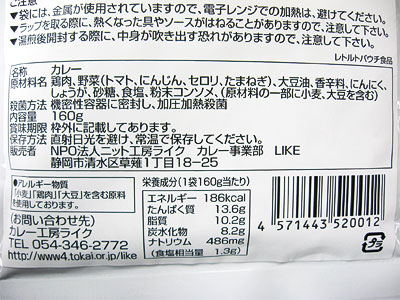 ご注意
●袋には、金属が使用されていますので、電子レンジでの加熱は、避けてください。
●ラップを取る際に、熱くなった具やソースがはねることがありますので、注意して下さい。
●湯煎後開封する際に、中身が吹き出す恐れがありますので、注意して下さい。
レトルトパウチ食品
名称 カレー
原材料名 鶏肉、野菜(トマト、にんじん、セロリ、たまねぎ)、大豆油、香辛料、にんにく、
しょうが、砂糖、食塩、粉末コンソメ、(原材料の一部に小麦、大豆を含む)
殺菌方法 機密性容器に密封し、加圧加熱殺菌
内容量 160g
賞味期限 枠外に記載してあります。
保存方法 直射日光を避け、常温で保存してください。
販売者 NPO法人ニット工房ライク カレー事業部 LIKE
静岡市清水区草薙1丁目18-25
●アレルギー物質
「小麦」「鶏肉」「大豆」を含む原料
を使用しています。
(お問い合わせ先)
カレー工房ライク
TEL 054-346-2772
http://www4.tokai.or.jp/like
栄養成分(1袋160g当たり)
エネルギー 186kcal
たんぱく質 13.6g
脂質 10.2g
炭水化物 8.2g
ナトリウム 486mg
(食塩相当量 1.3g)
4 571443 520012
プラ